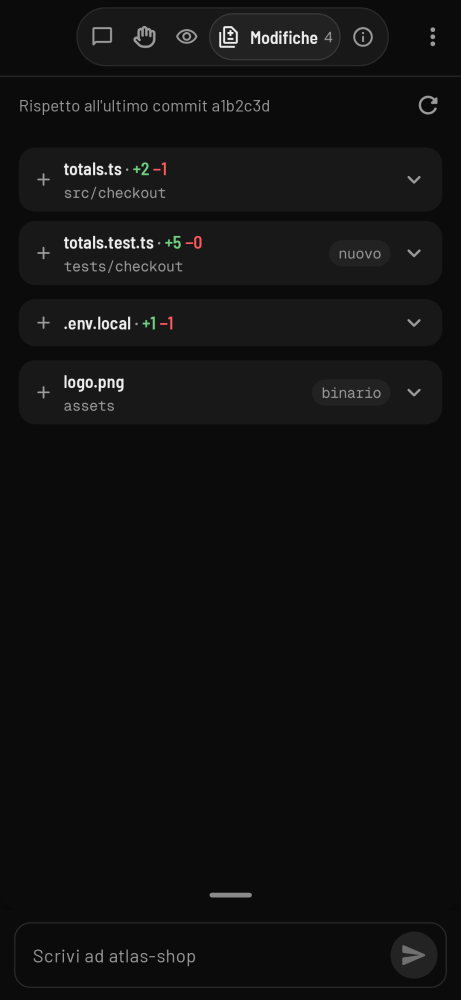 Modifiche 4
Rispetto all'ultimo commit a1b2c3d
totals.ts · +2 −1
src/checkout
totals.test.ts · +5 −0
tests/checkout
nuovo
.env.local · +1 −1
logo.png
assets
binario
Scrivi ad atlas-shop